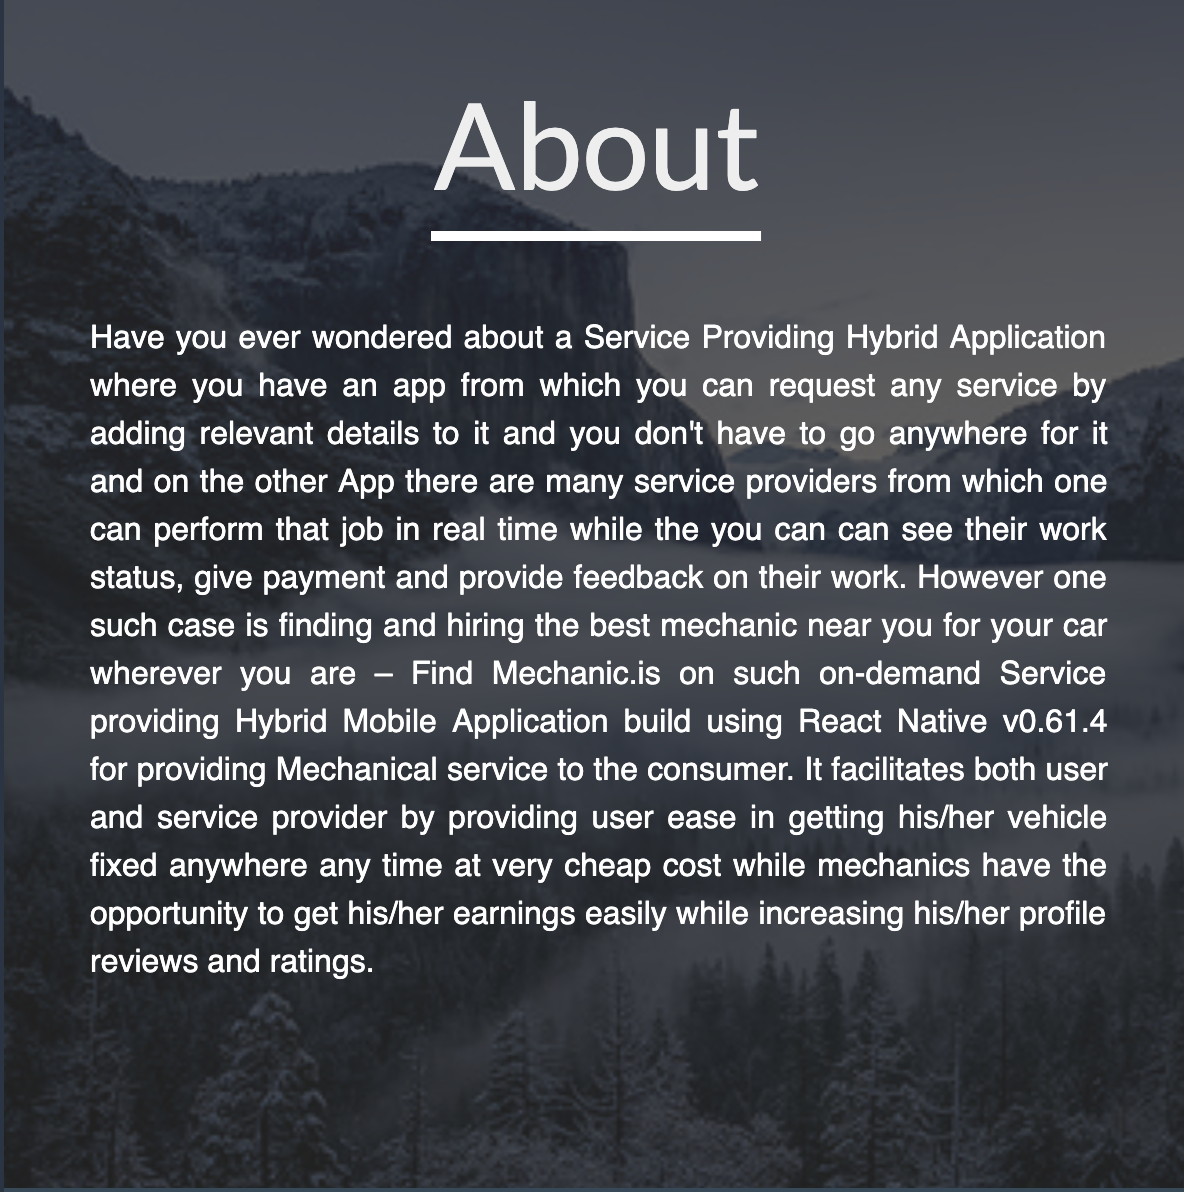 About
Have you ever wondered about a Service Providing Hybrid Application
where you have an app from which you can request any service by
adding relevant details to it and you don't have to go anywhere for it
and on the other App there are many service providers from which one
can perform that job in real time while the you can can see their work
status, give payment and provide feedback on their work. However one
such case is finding and hiring the best mechanic near you for your car
wherever you are – Find Mechanic.is on such on-demand Service
providing Hybrid Mobile Application build using React Native v0.61.4
for providing Mechanical service to the consumer. It facilitates both user
and service provider by providing user ease in getting his/her vehicle
fixed anywhere any time at very cheap cost while mechanics have the
opportunity to get his/her earnings easily while increasing his/her profile
reviews and ratings.